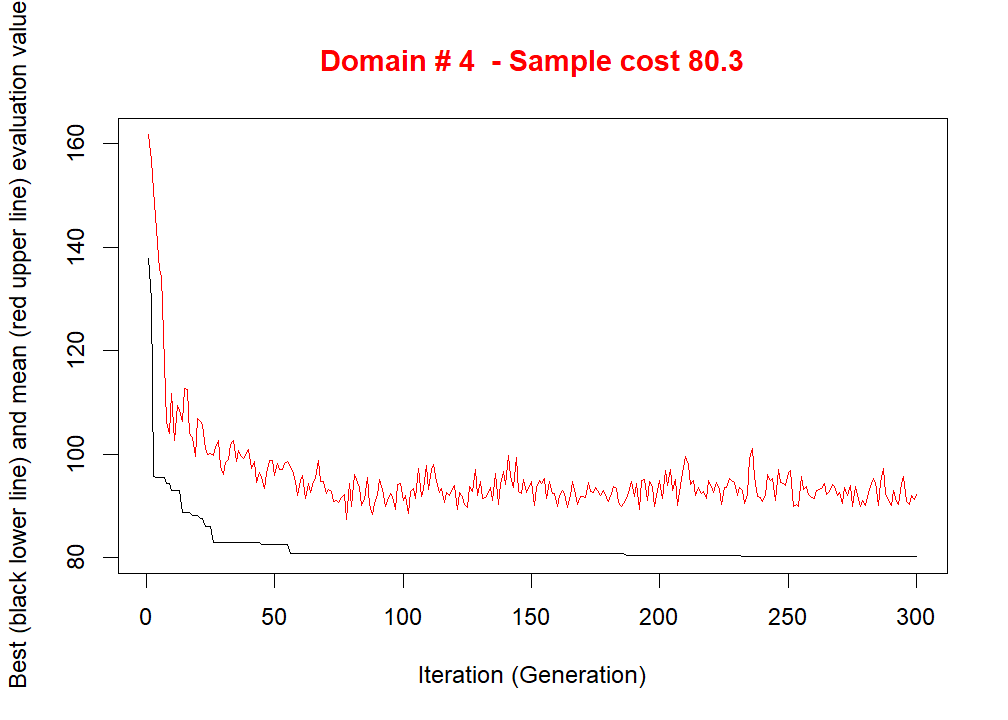 Domain # 4  - Sample cost 80.3
Best (black lower line) and mean (red upper line) evaluation value
160
140
120
100
80
0 50 100 150 200 250 300
Iteration (Generation)